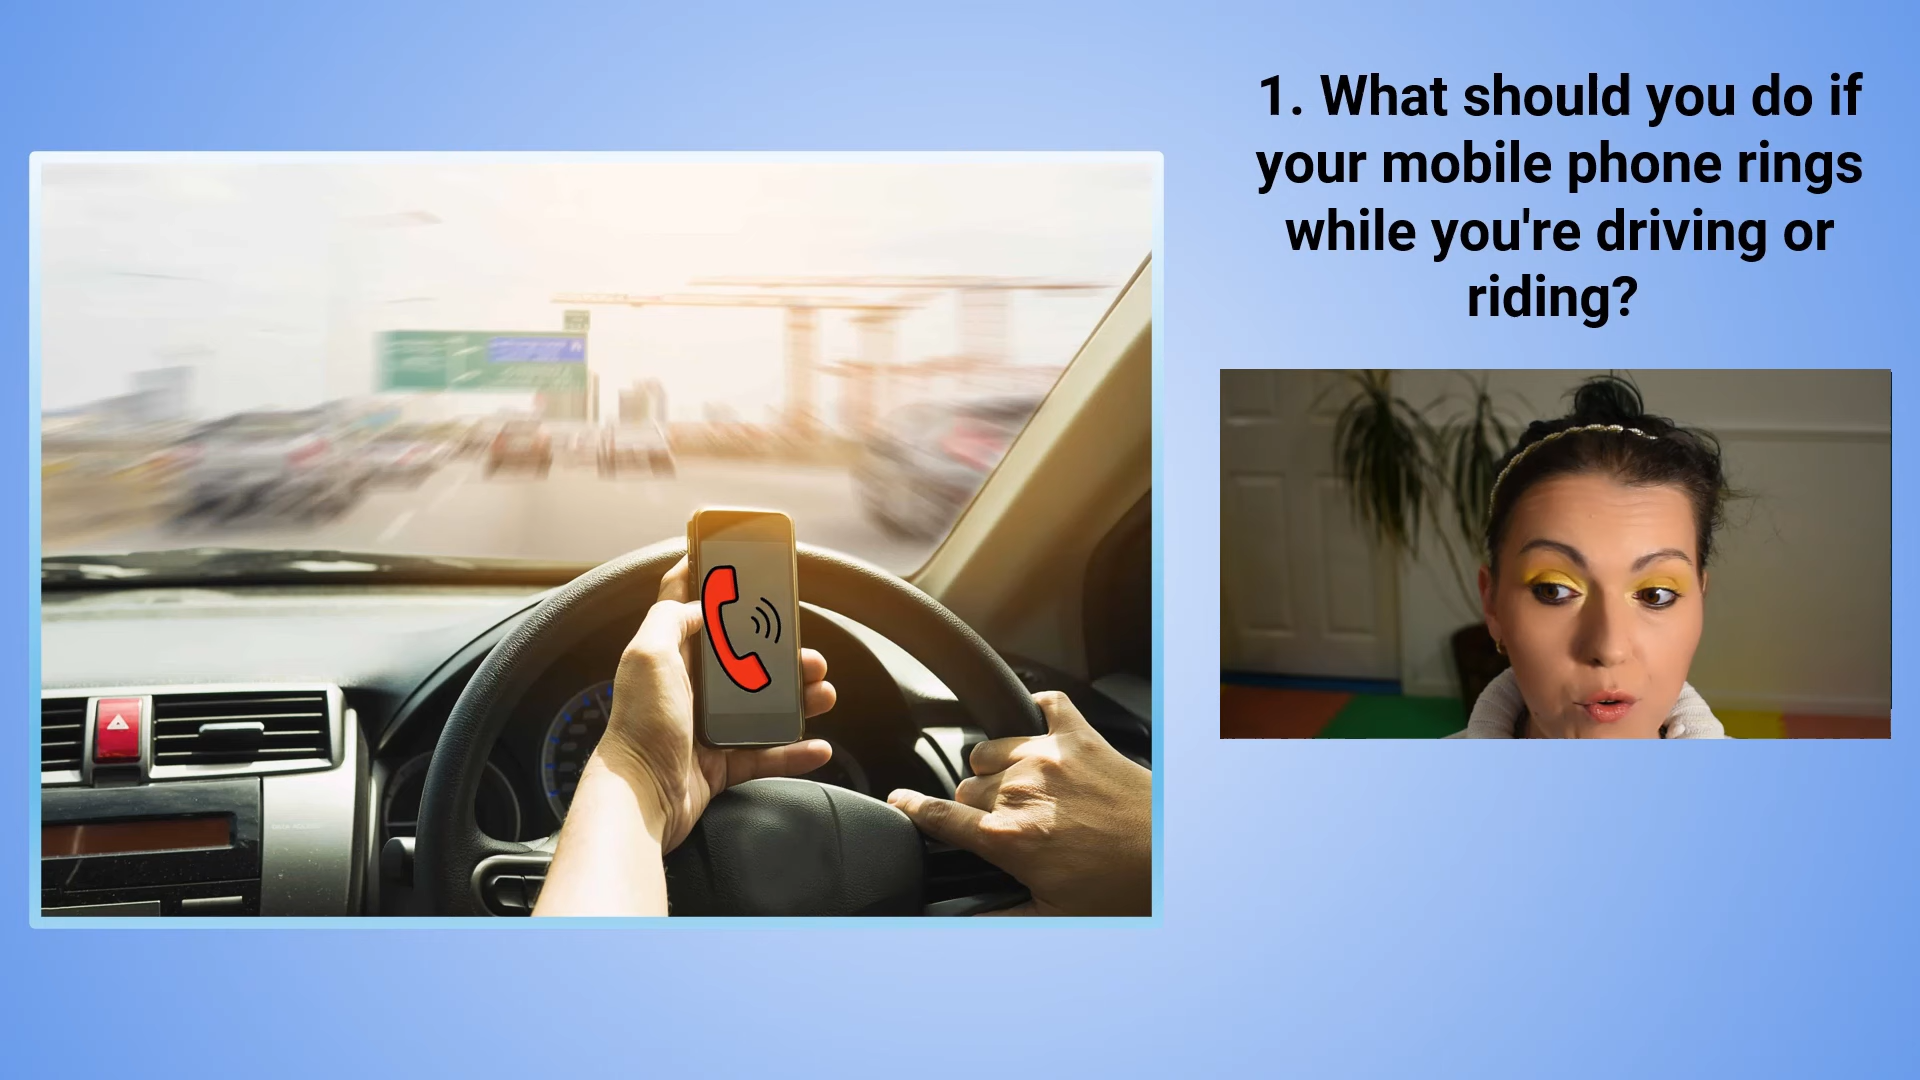 1. What should you do if
your mobile phone rings
while you're driving or
riding?